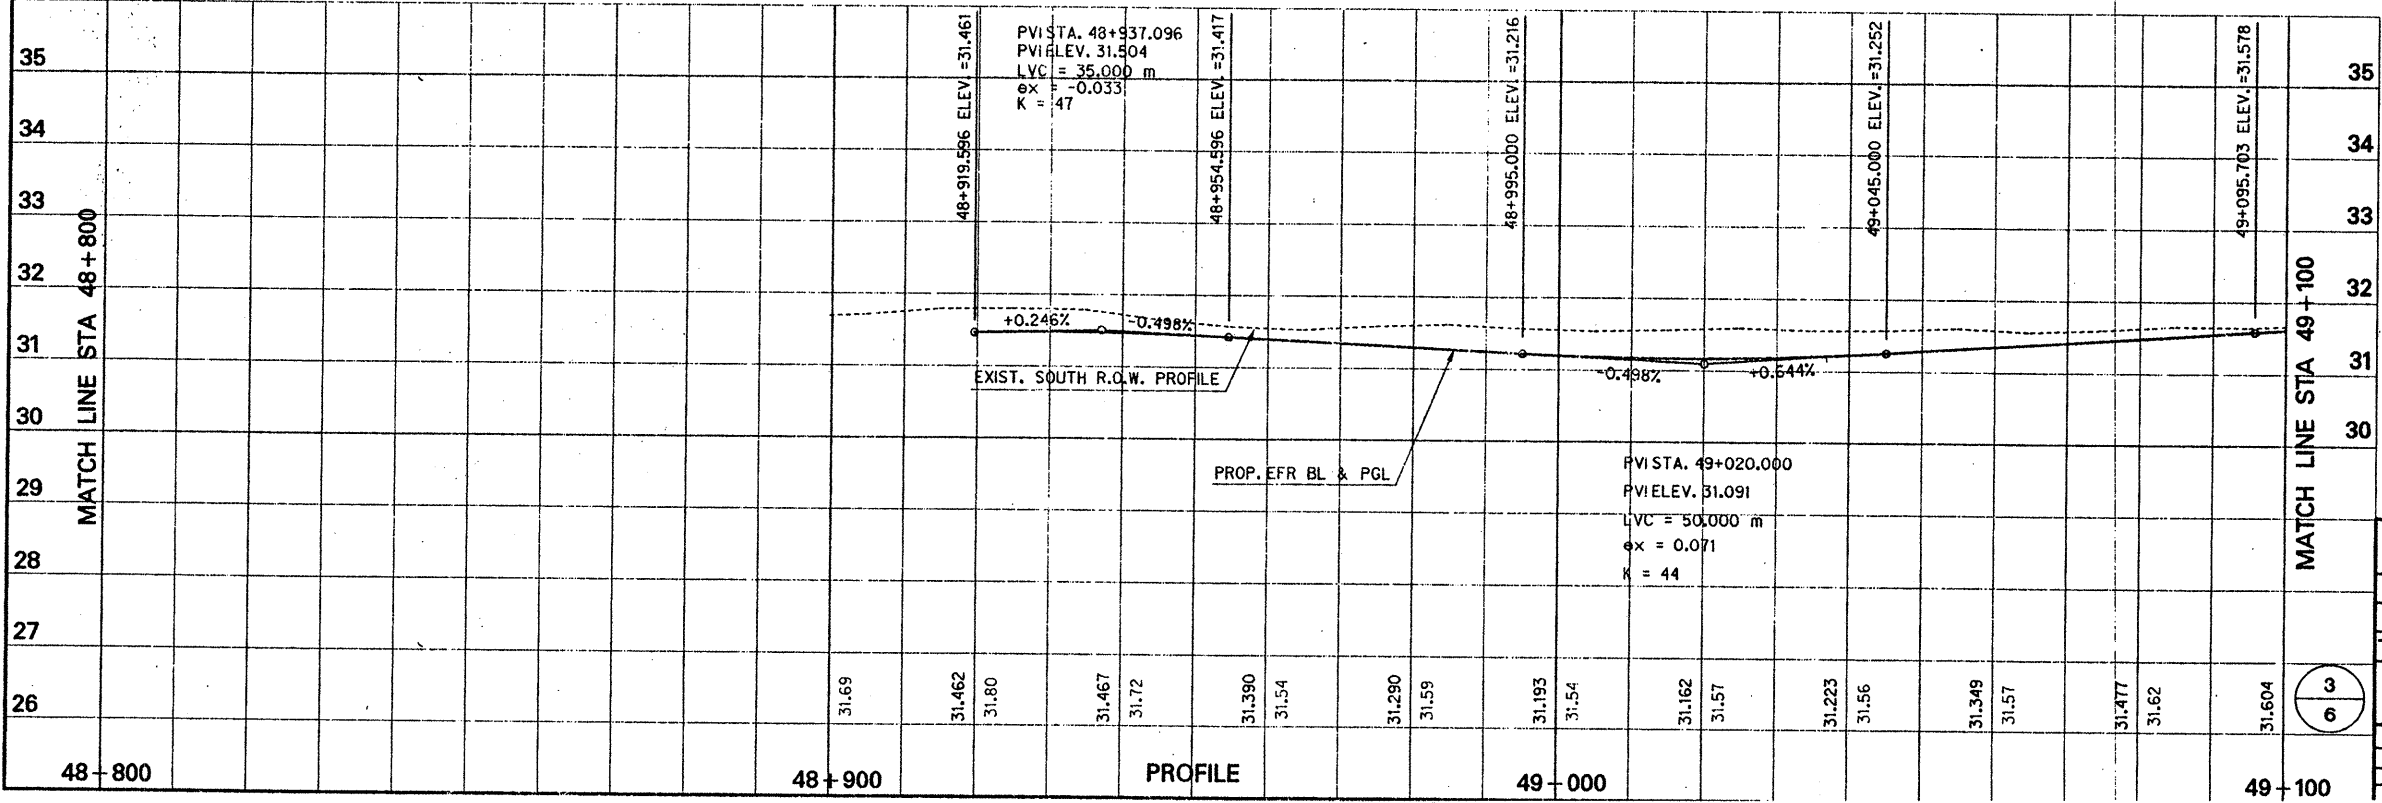 35
34
33
32
31
30
29
28
27
26
MATCH LINE STA 48+800
48+919.596 ELEV.=31.461
PVI STA. 48+937.096
PVI ELEV. 31.504
LVC = 35.000 m
ex = -0.033
K = 47
48+954.596 ELEV.=31.417
48+995.000 ELEV.=31.216
49+045.000 ELEV.=31.252
49+095.703 ELEV.=31.578
35
34
33
32
31
30
MATCH LINE STA 49+100
+0.246%
-0.498%
-0.498%
+0.644%
EXIST. SOUTH R.O.W. PROFILE
PROP. EFR BL & PGL
PVI STA. 49+020.000
PVI ELEV. 31.091
LVC = 50.000 m
ex = 0.071
K = 44
31.69
31.462
31.80
31.467
31.72
31.390
31.54
31.290
31.59
31.193
31.54
31.162
31.57
31.223
31.56
31.349
31.57
31.477
31.62
31.604
3
6
48+800
48+900
PROFILE
49+000
49+100